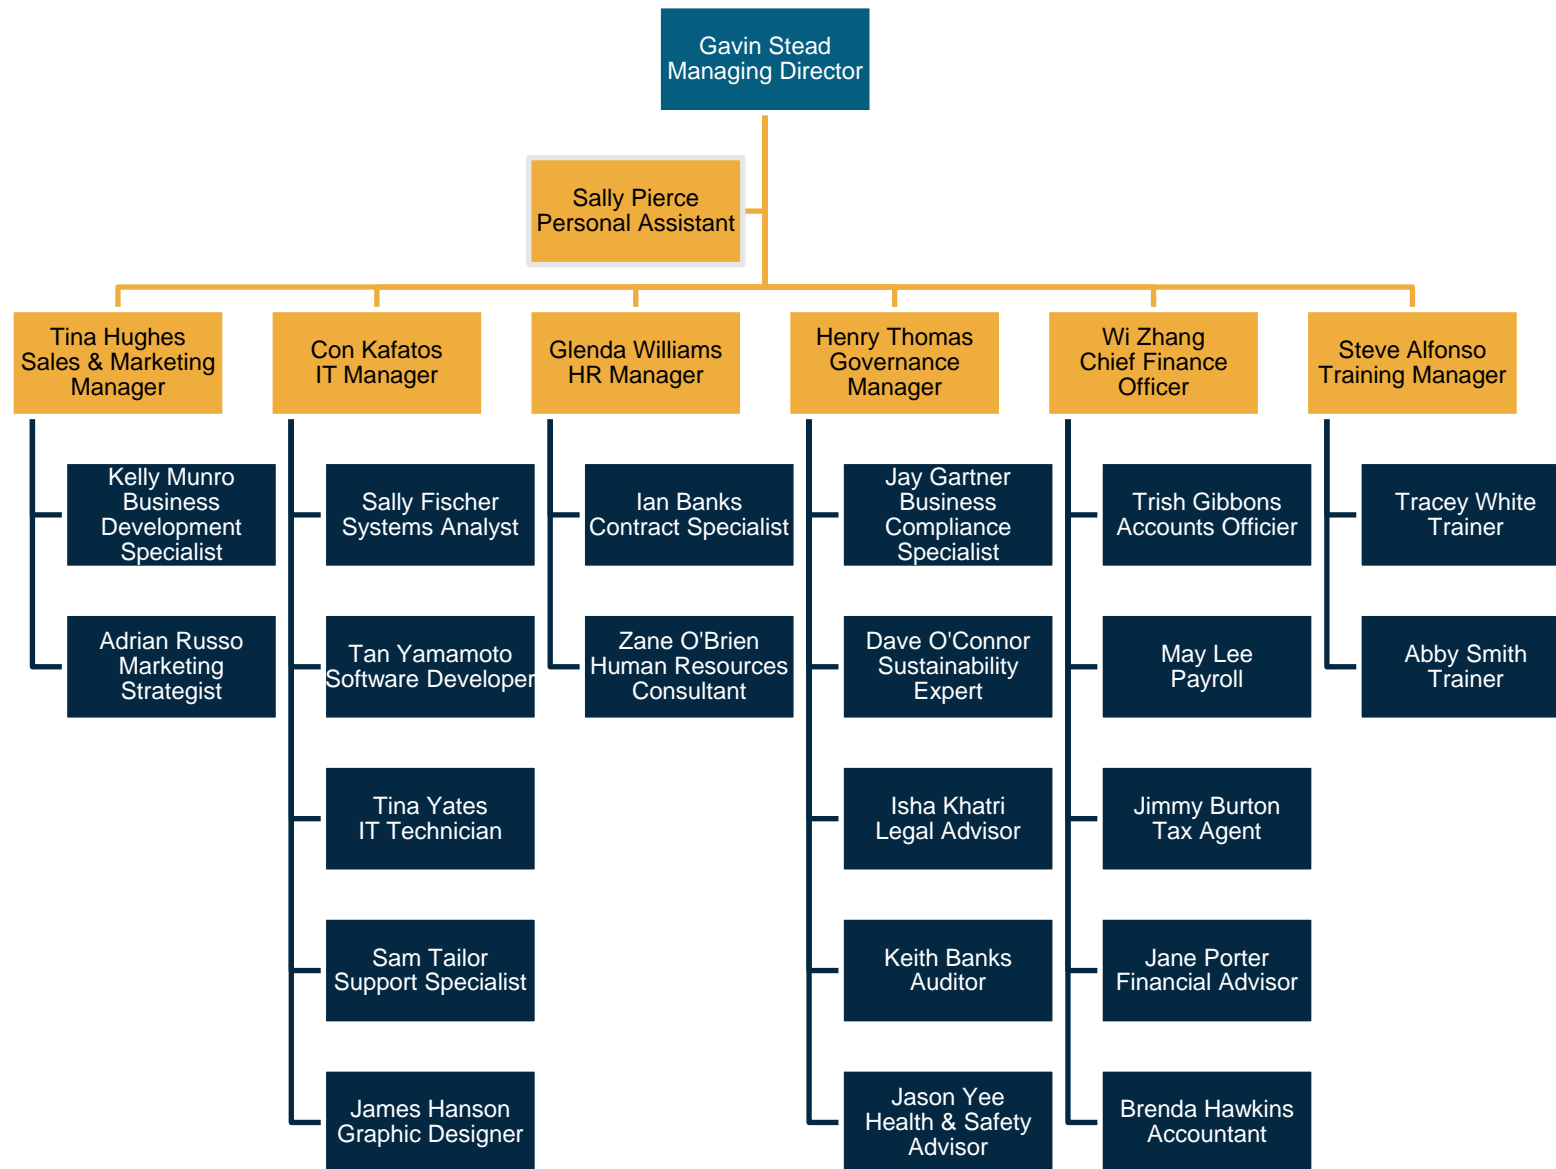 Gavin Stead
Managing Director
Sally Pierce
Personal Assistant
Tina Hughes
Sales & Marketing
Manager
Con Kafatos
IT Manager
Glenda Williams
HR Manager
Henry Thomas
Governance
Manager
Wi Zhang
Chief Finance
Officer
Steve Alfonso
Training Manager
Kelly Munro
Business
Development
Specialist
Sally Fischer
Systems Analyst
Ian Banks
Contract Specialist
Jay Gartner
Business
Compliance
Specialist
Trish Gibbons
Accounts Officier
Tracey White
Trainer
Adrian Russo
Marketing
Strategist
Tan Yamamoto
Software Developer
Zane O'Brien
Human Resources
Consultant
Dave O'Connor
Sustainability
Expert
May Lee
Payroll
Abby Smith
Trainer
Tina Yates
IT Technician
Isha Khatri
Legal Advisor
Jimmy Burton
Tax Agent
Sam Tailor
Support Specialist
Keith Banks
Auditor
Jane Porter
Financial Advisor
James Hanson
Graphic Designer
Jason Yee
Health & Safety
Advisor
Brenda Hawkins
Accountant